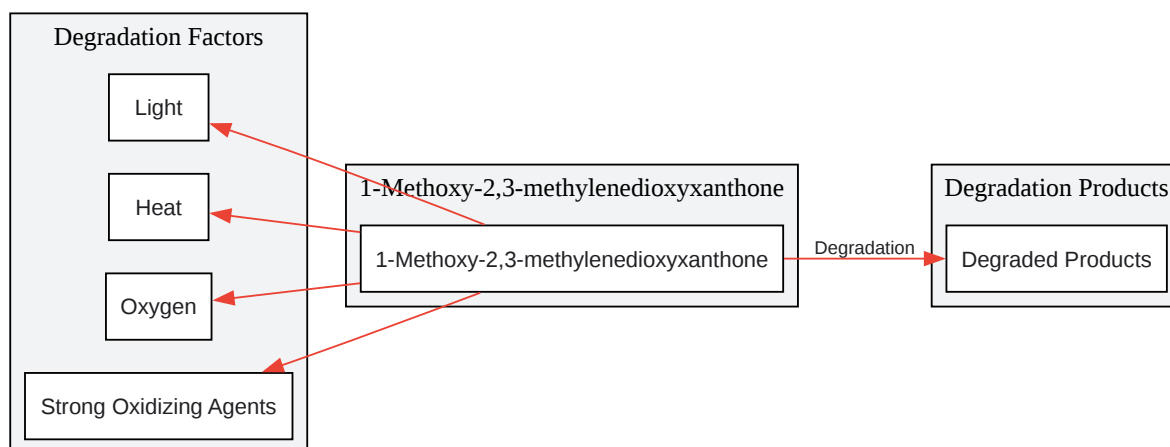 Degradation Factors
Light
Heat
Oxygen
Strong Oxidizing Agents
1-Methoxy-2,3-methylenedioxyxanthone
1-Methoxy-2,3-methylenedioxyxanthone
Degradation
Degradation Products
Degraded Products